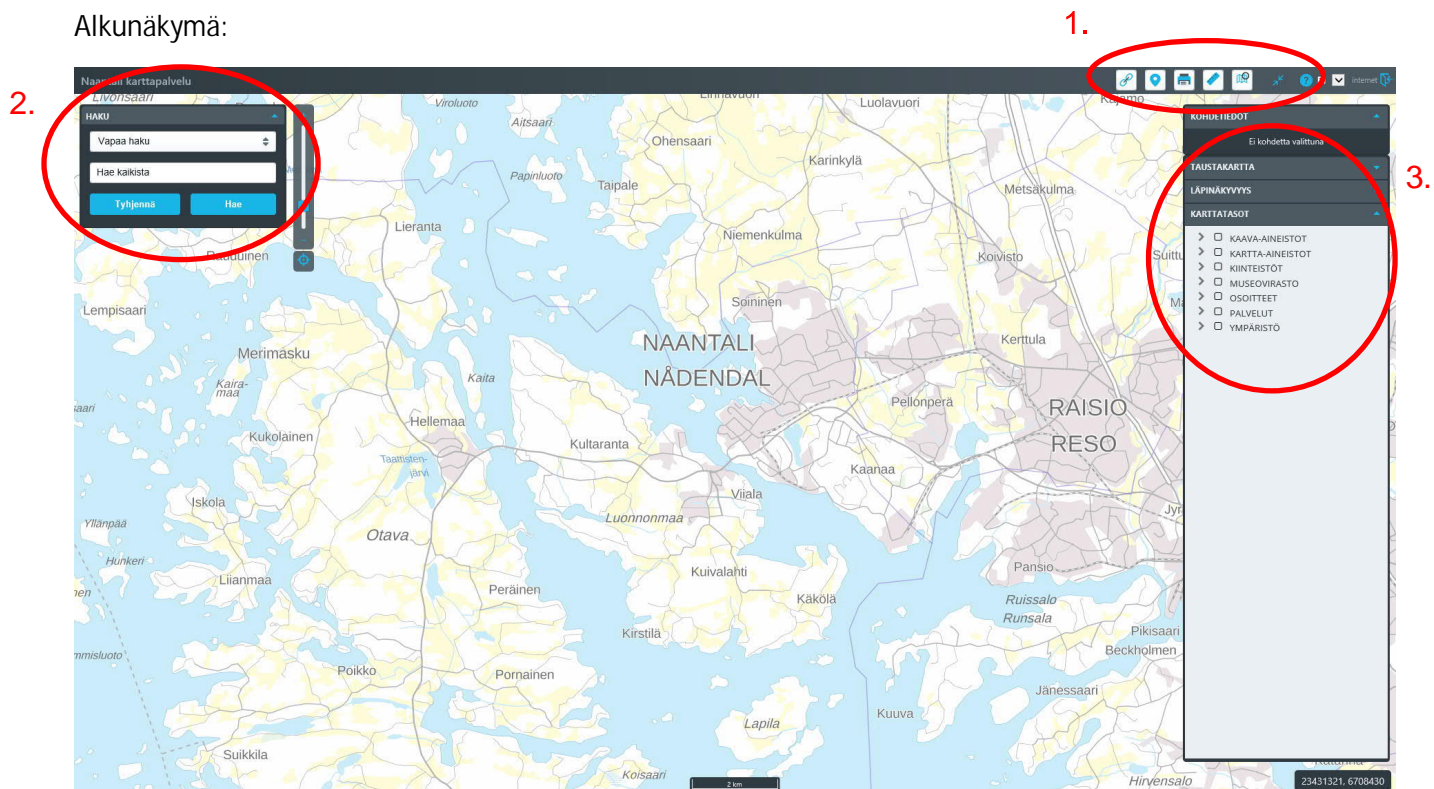 Alkunäkymä:
1.
2.
3.
Naantali karttapalvelu
internet
HAKU
Vapaa haku
Hae kaikista
Tyhjennä Hae
KOHDETIEDOT
Ei kohdetta valittuna
TAUSTAKARTTA
LÄPINÄKYVYYS
KARTTATASOT
KAAVA-AINEISTOT
KARTTA-AINEISTOT
KIINTEISTÖT
MUSEOVIRASTO
OSOITTEET
PALVELUT
YMPÄRISTÖ
Livonsaari
Viroluoto
Luolavuori
Aitsaari
Ohensaari
Karinkylä
Papinluoto
Taipale
Metsäkulma
Lieranta
Niemenkulma
Koivisto
Lempisaari
Soininen
NAANTALI
NÅDENDAL
Kerttula
Merimasku
Kaira-
maa
Kaita
Pellonperä
RAISIO
RESO
Hellemaa
Kukolainen
Kultaranta
Taattisten-
järvi
Kaanaa
Viiala
Iskola
Luonnonmaa
Yllänpää
Otava
Hunkeri
Kuivalahti
Pansio
Liianmaa
Peräinen
Käkölä
Ruissalo
Runsala
Kirstilä
Pikisaari
Beckholmen
Poikko
Pornainen
Jänessaari
Lapila
Kuuva
Suikkila
Koisaari
Hirvensalo
2 km
23431321, 6708430